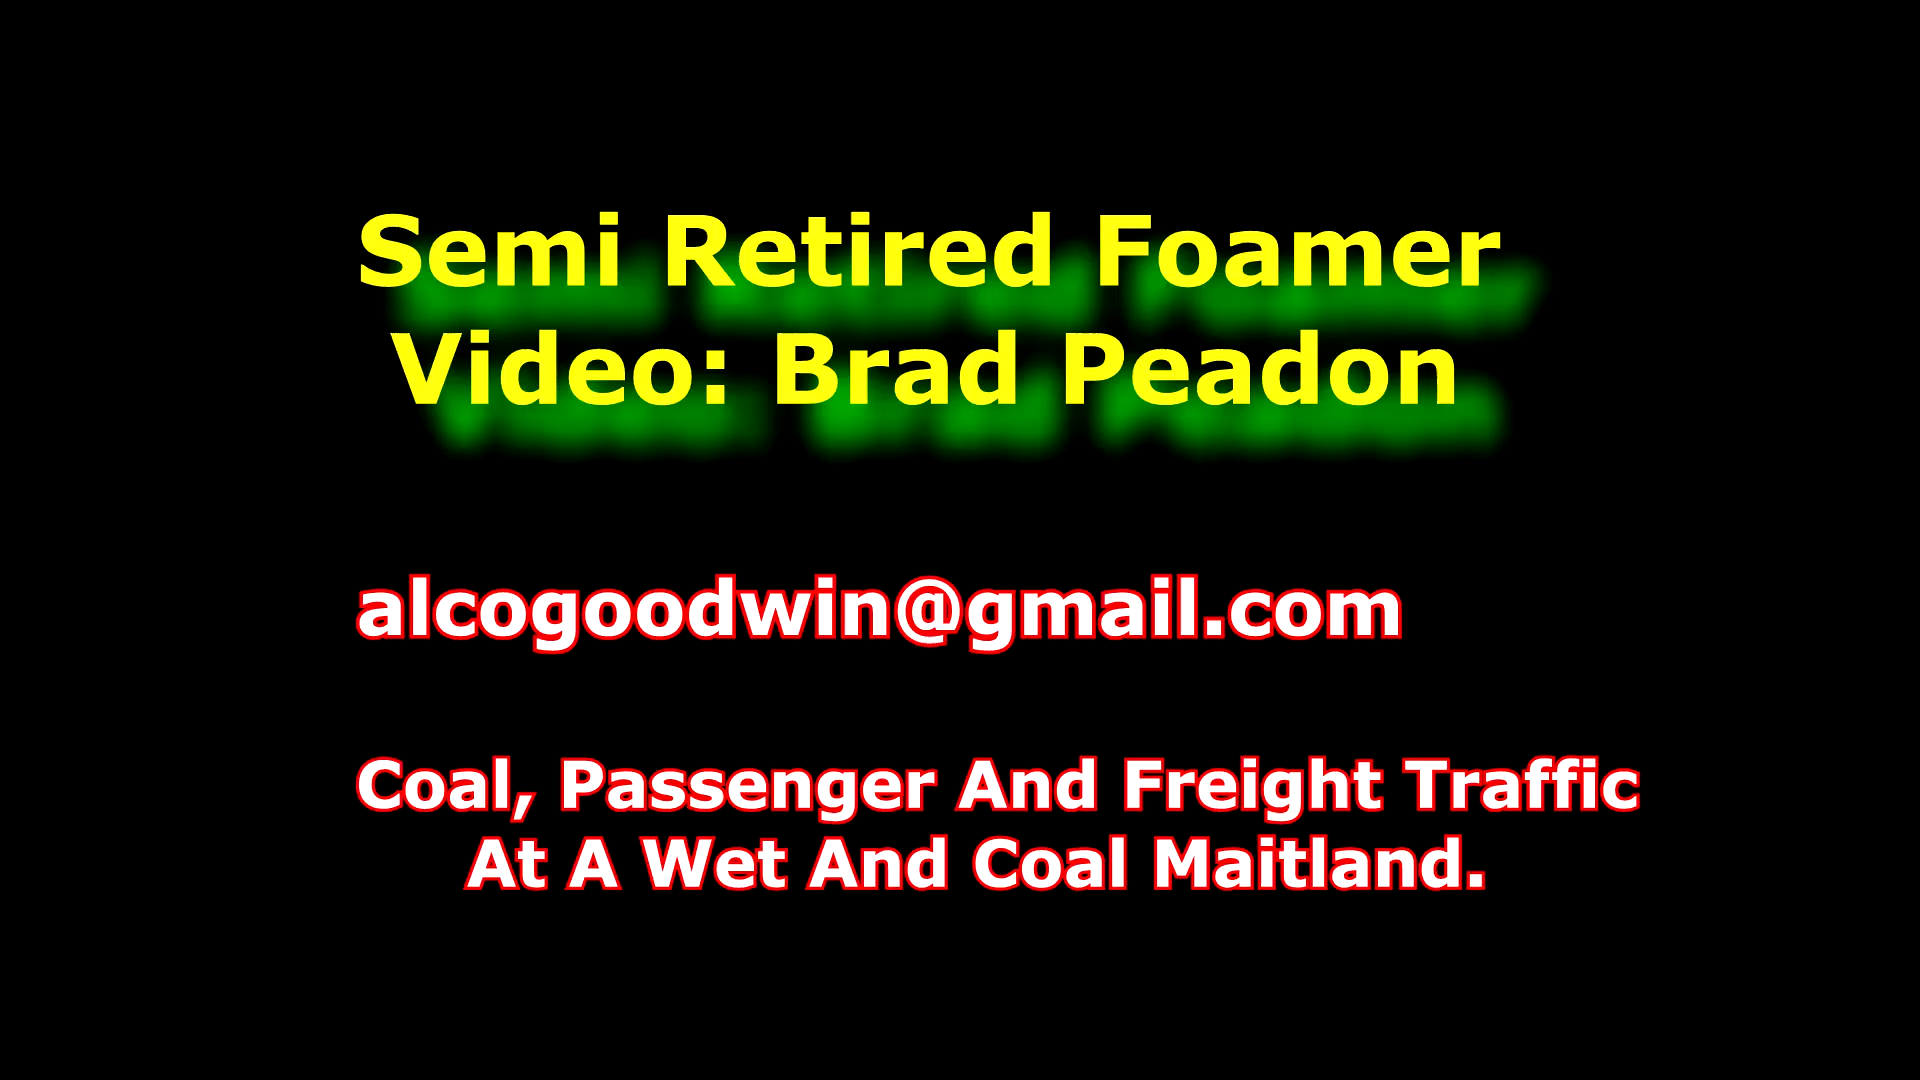 Semi Retired Foamer
Video: Brad Peadon
alcogoodwin@gmail.com
Coal, Passenger And Freight Traffic
At A Wet And Coal Maitland.